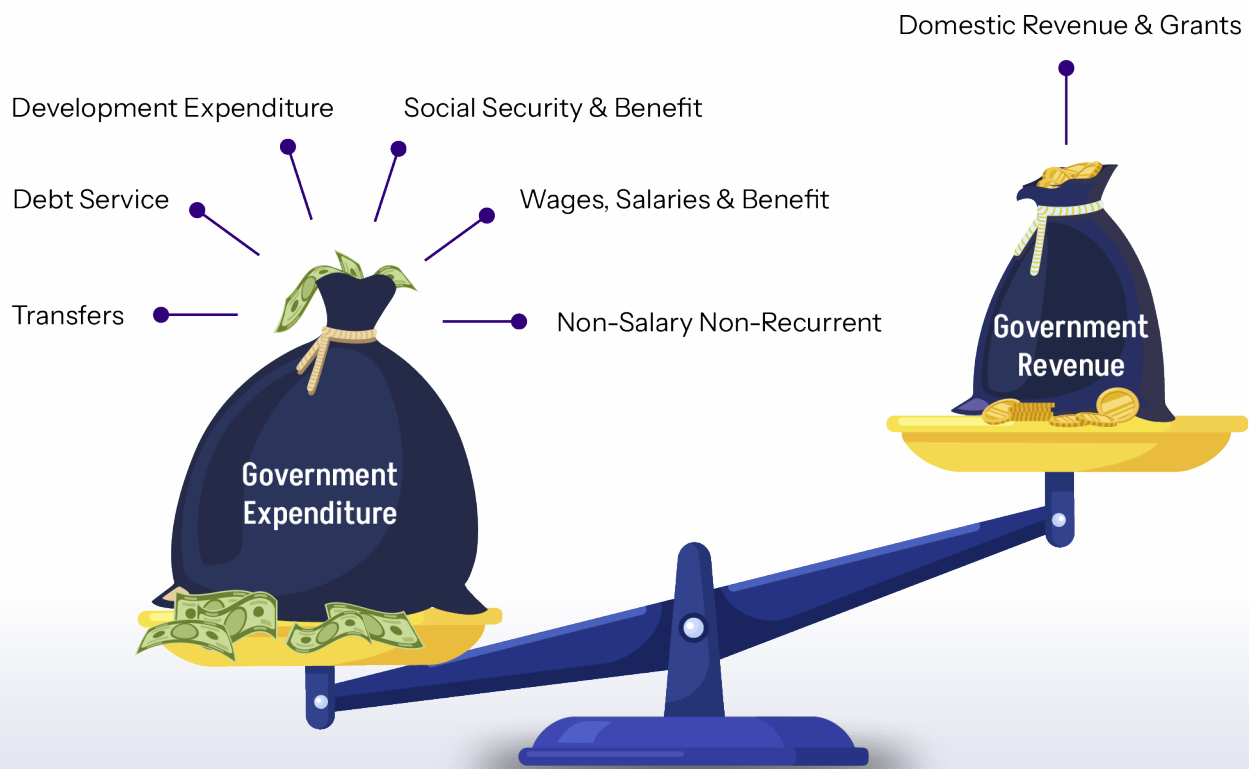 Domestic Revenue & Grants
Development Expenditure
Social Security & Benefit
Debt Service
Wages, Salaries & Benefit
Transfers
Non-Salary Non-Recurrent
Government
Revenue
Government
Expenditure